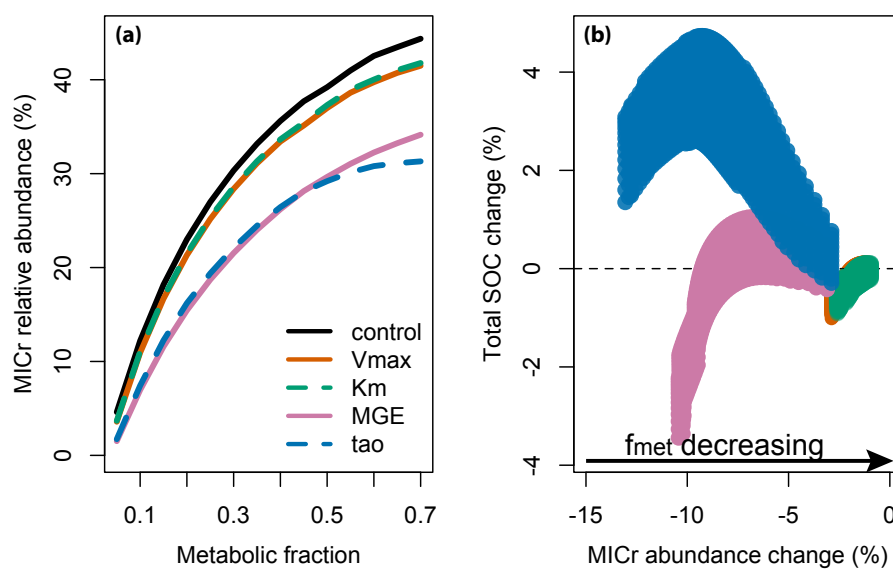 (a)
MICr relative abundance (%)
40
30
20
10
0
control
Vmax
Km
MGE
tao
0.1
0.3
0.5
0.7
Metabolic fraction
(b)
Total SOC change (%)
4
2
0
-2
-4
fmet decreasing
-15
-10
-5
0
MICr abundance change (%)